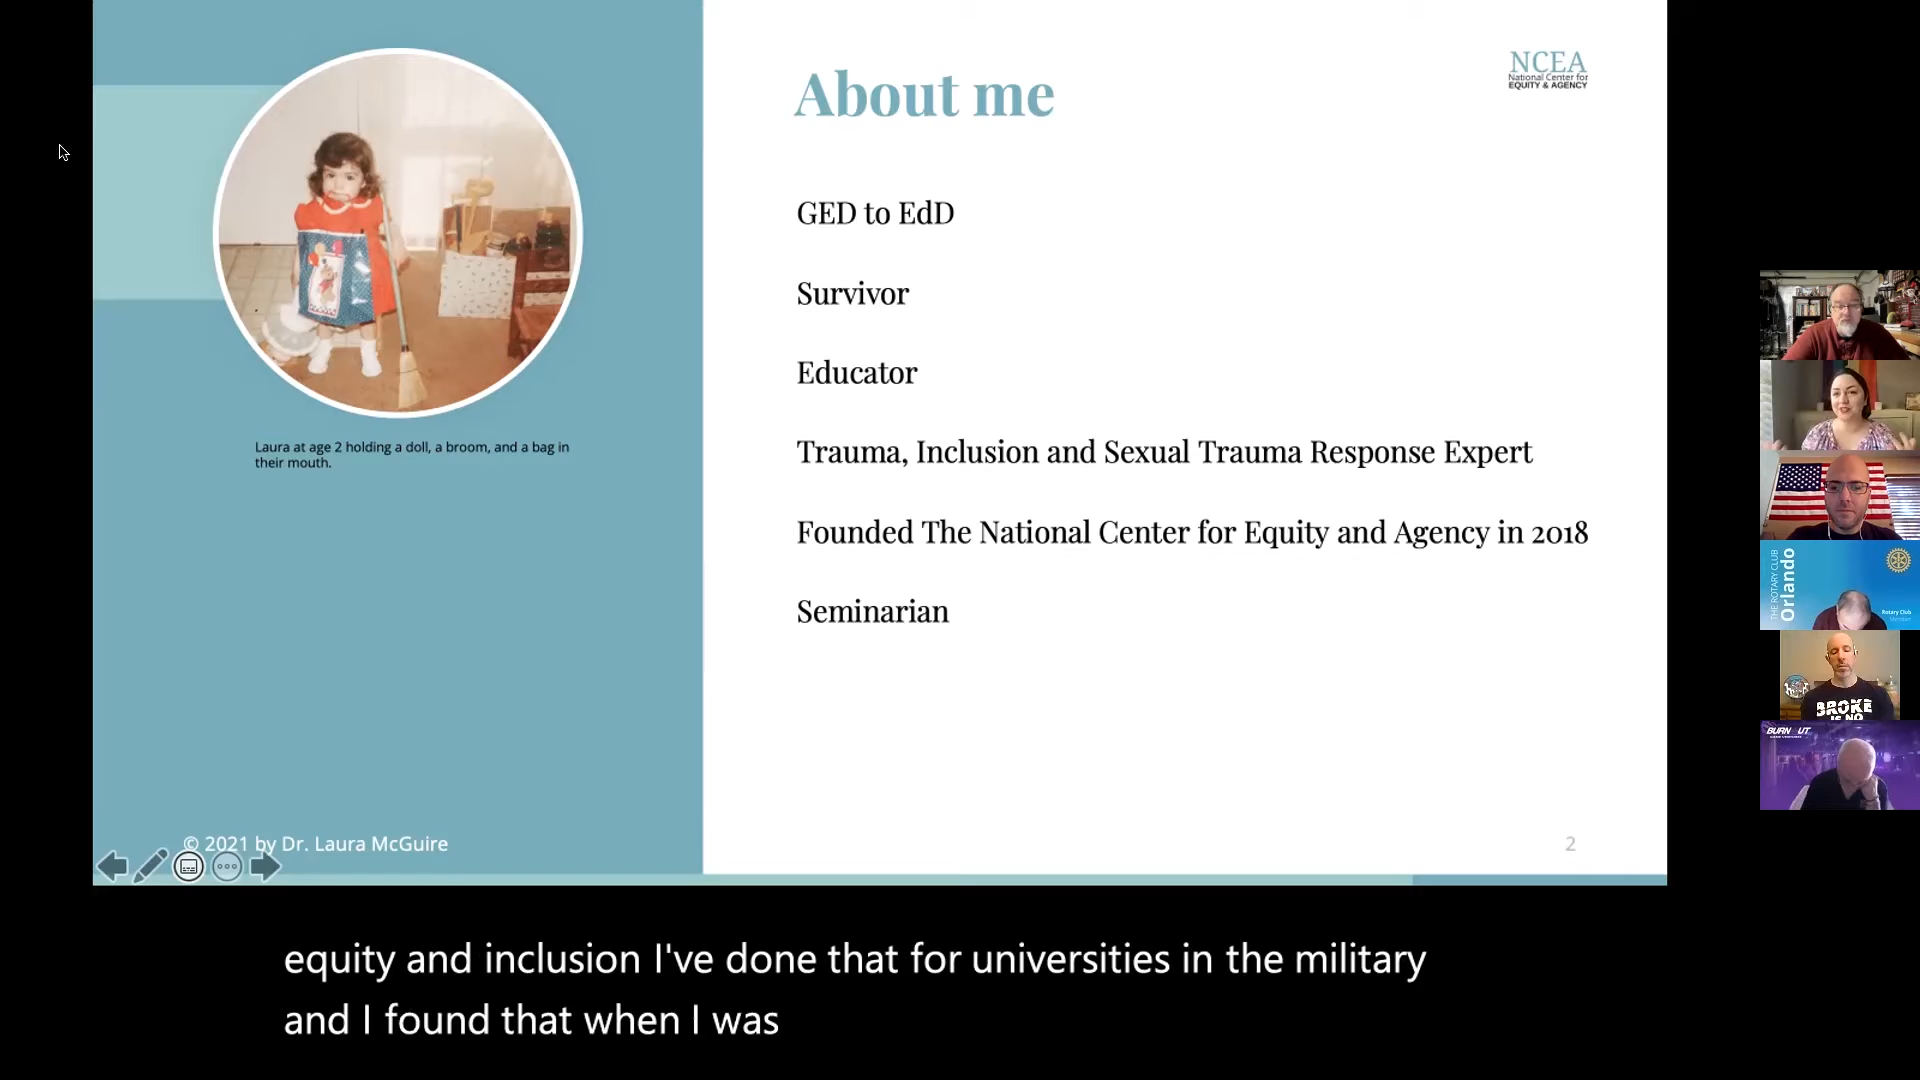 About me
NCEA
National Center for
EQUITY & AGENCY
GED to EdD
Survivor
Educator
Trauma, Inclusion and Sexual Trauma Response Expert
Founded The National Center for Equity and Agency in 2018
Seminarian
Laura at age 2 holding a doll, a broom, and a bag in
their mouth.
© 2021 by Dr. Laura McGuire
2
THE ROTARY CLUB
Orlando
Rotary Club
Member
BROKE
IS NO
BURN UT
equity and inclusion I've done that for universities in the military
and I found that when I was